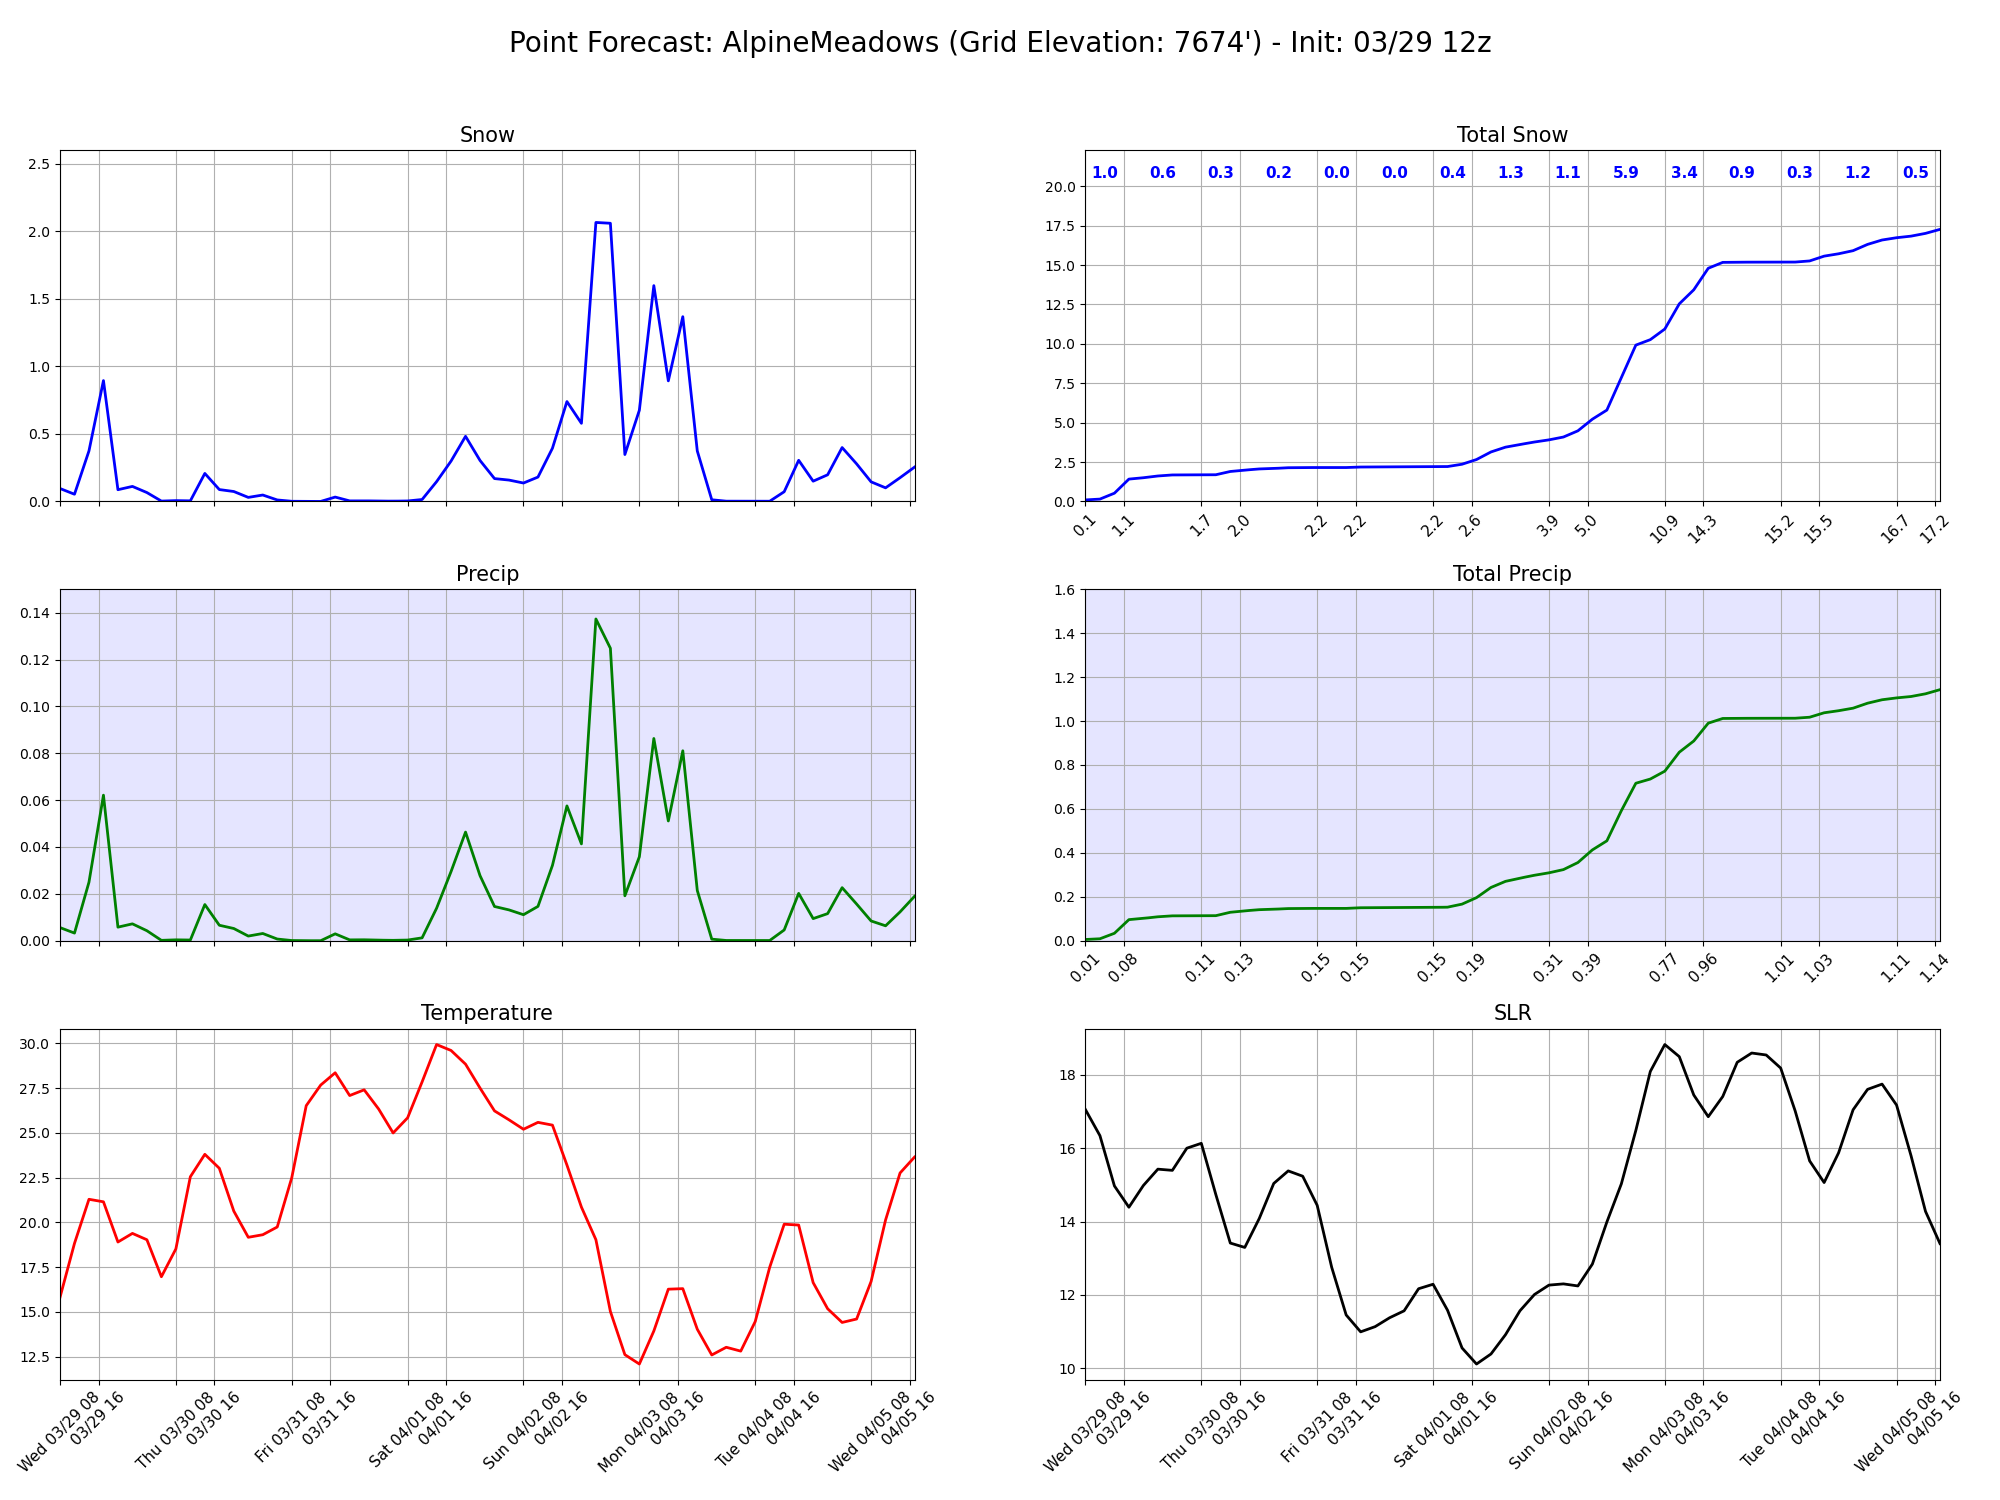 Point Forecast: AlpineMeadows (Grid Elevation: 7674') - Init: 03/29 12z
Snow
2.5
2.0
1.5
1.0
0.5
0.0
Total Snow
1.0 0.6 0.3 0.2 0.0 0.0 0.4 1.3 1.1 5.9 3.4 0.9 0.3 1.2 0.5
20.0
17.5
15.0
12.5
10.0
7.5
5.0
2.5
0.0
0.1 1.1 1.7 2.0 2.2 2.2 2.2 2.6 3.9 5.0 10.9 14.3 15.2 15.5 16.7 17.2
Precip
0.14
0.12
0.10
0.08
0.06
0.04
0.02
0.00
Total Precip
1.6
1.4
1.2
1.0
0.8
0.6
0.4
0.2
0.0
0.01 0.08 0.11 0.13 0.15 0.15 0.15 0.19 0.31 0.39 0.77 0.96 1.01 1.03 1.11 1.14
Temperature
30.0
27.5
25.0
22.5
20.0
17.5
15.0
12.5
Wed 03/29 08
03/29 16
Thu 03/30 08
03/30 16
Fri 03/31 08
03/31 16
Sat 04/01 08
04/01 16
Sun 04/02 08
04/02 16
Mon 04/03 08
04/03 16
Tue 04/04 08
04/04 16
Wed 04/05 08
04/05 16
SLR
18
16
14
12
10
Wed 03/29 08
03/29 16
Thu 03/30 08
03/30 16
Fri 03/31 08
03/31 16
Sat 04/01 08
04/01 16
Sun 04/02 08
04/02 16
Mon 04/03 08
04/03 16
Tue 04/04 08
04/04 16
Wed 04/05 08
04/05 16